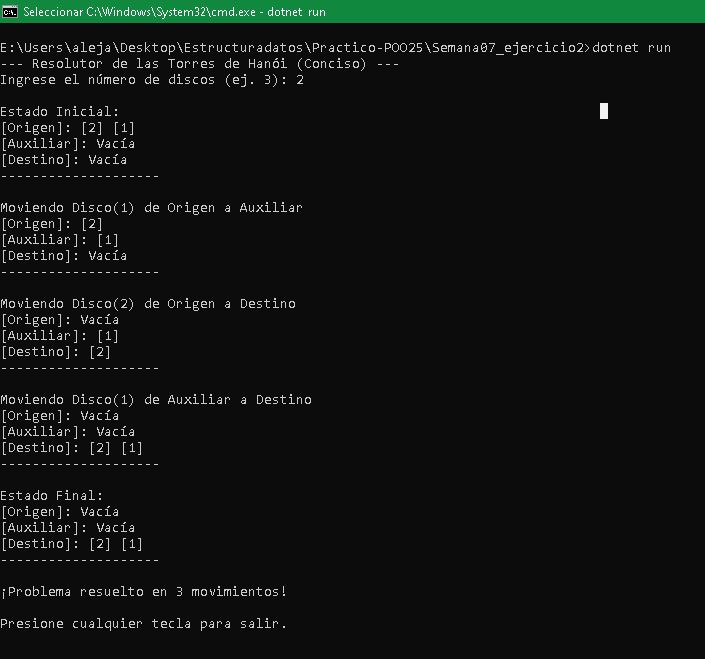 Seleccionar C:\Windows\System32\cmd.exe - dotnet run
E:\Users\aleja\Desktop\Estructuradatos\Practico-POO25\Semana07_ejercicio2>dotnet run
--- Resolutor de las Torres de Hanói (Conciso) ---
Ingrese el número de discos (ej. 3): 2
Estado Inicial:
[Origen]: [2] [1]
[Auxiliar]: Vacía
[Destino]: Vacía
--------------------
Moviendo Disco(1) de Origen a Auxiliar
[Origen]: [2]
[Auxiliar]: [1]
[Destino]: Vacía
--------------------
Moviendo Disco(2) de Origen a Destino
[Origen]: Vacía
[Auxiliar]: [1]
[Destino]: [2]
--------------------
Moviendo Disco(1) de Auxiliar a Destino
[Origen]: Vacía
[Auxiliar]: Vacía
[Destino]: [2] [1]
--------------------
Estado Final:
[Origen]: Vacía
[Auxiliar]: Vacía
[Destino]: [2] [1]
--------------------
¡Problema resuelto en 3 movimientos!
Presione cualquier tecla para salir.